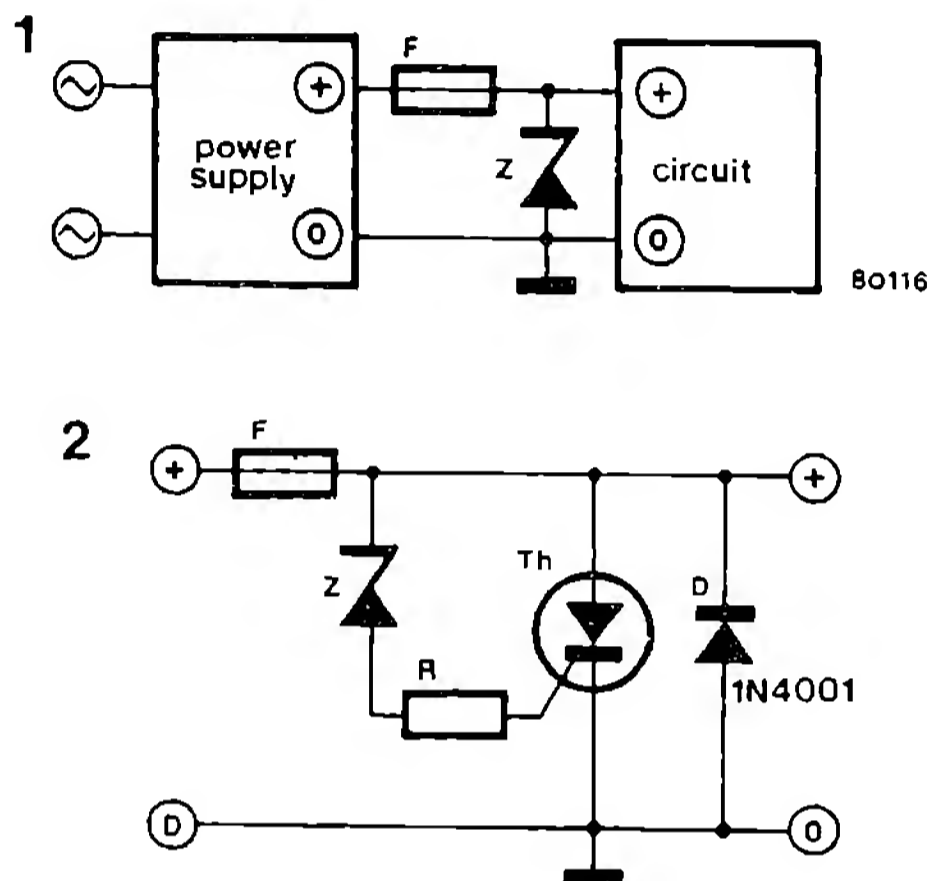 1
F
+
+
power
supply
Z
circuit
0
0
80116
2
F
+
+
Th
Z
D
R
1N4001
D
0